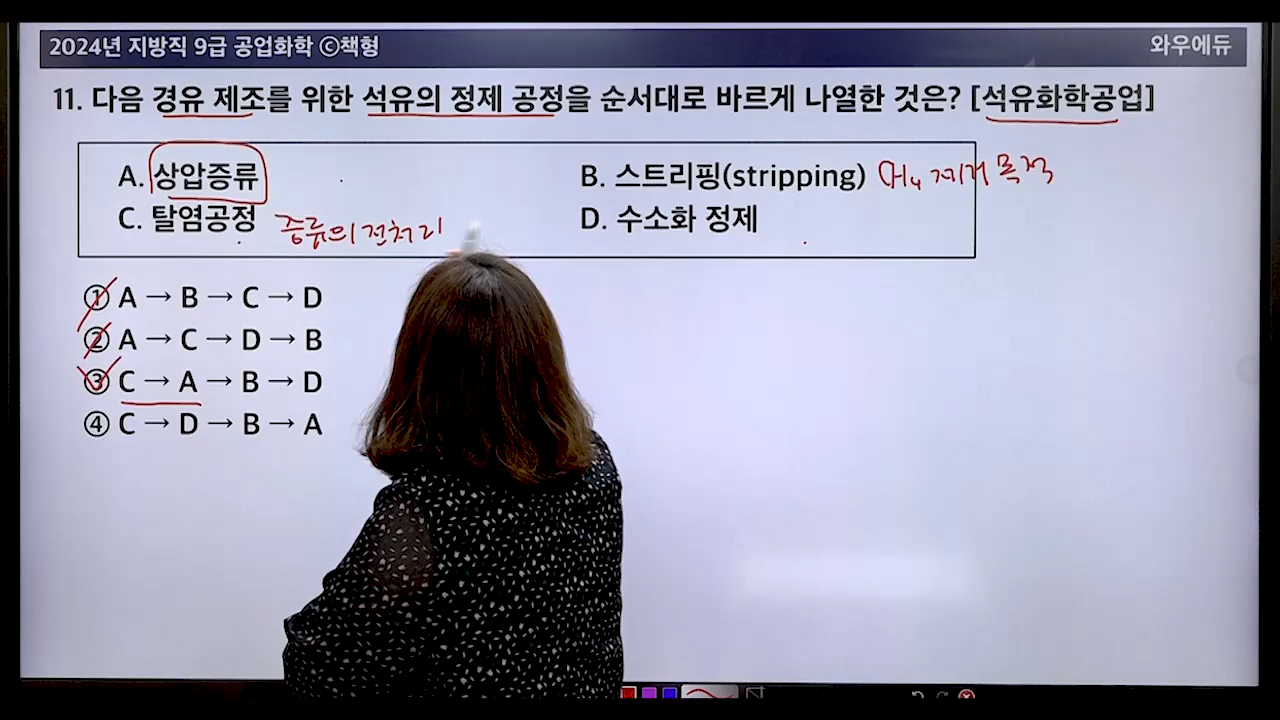 2024년 지방직 9급 공업화학 ⓒ책형 와우에듀
11. 다음 경유 제조를 위한 석유의 정제 공정을 순서대로 바르게 나열한 것은? [석유화학공업]
A. 상압증류 B. 스트리핑(stripping) CH₄ 제거 목적
C. 탈염공정 증류의 전처리 D. 수소화 정제
① A → B → C → D
② A → C → D → B
③ C → A → B → D
④ C → D → B → A